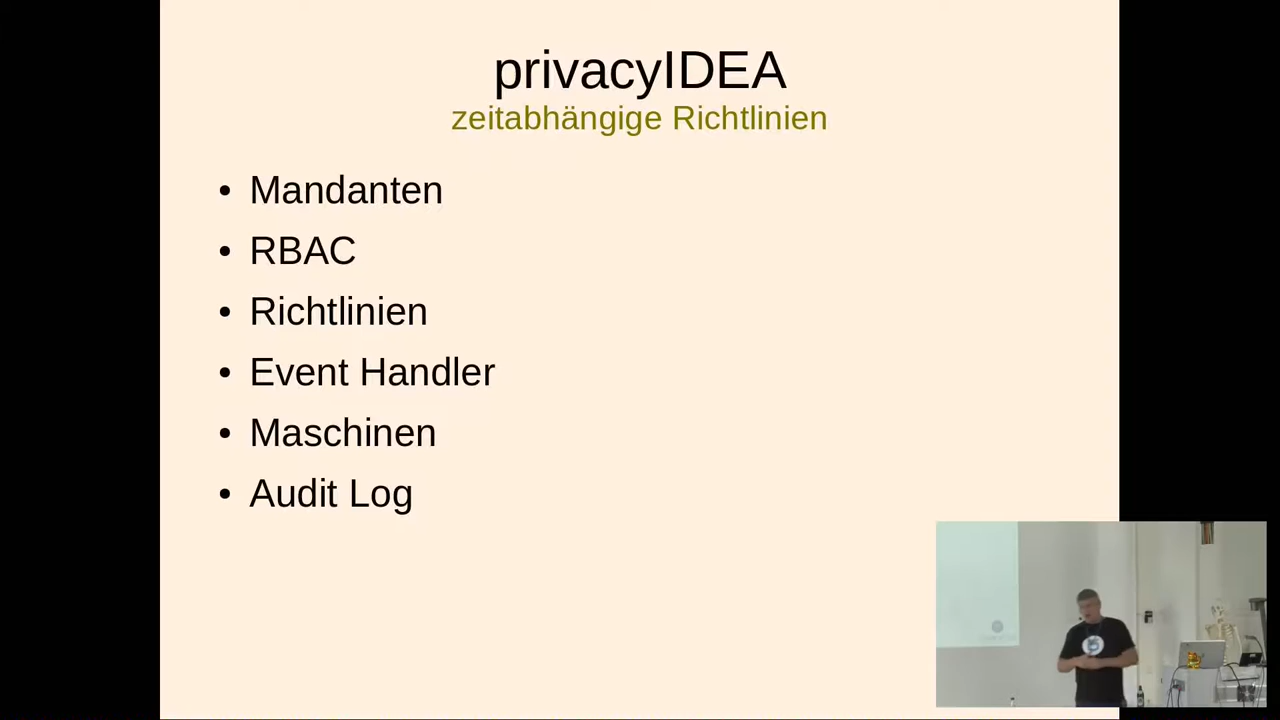 privacyIDEA
zeitabhängige Richtlinien
• Mandanten
• RBAC
• Richtlinien
• Event Handler
• Maschinen
• Audit Log